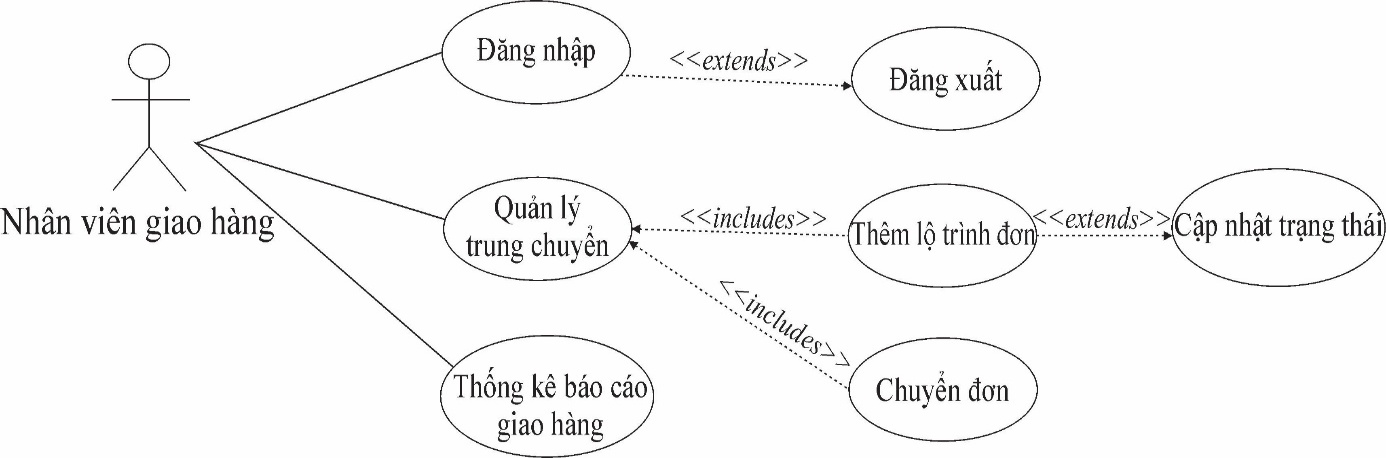 Đăng nhập
<<extends>>
Đăng xuất
Nhân viên giao hàng
Quản lý
trung chuyển
<<includes>>
Thêm lộ trình đơn
<<extends>>
Cập nhật trạng thái
<<includes>>
Thống kê báo cáo
giao hàng
Chuyển đơn